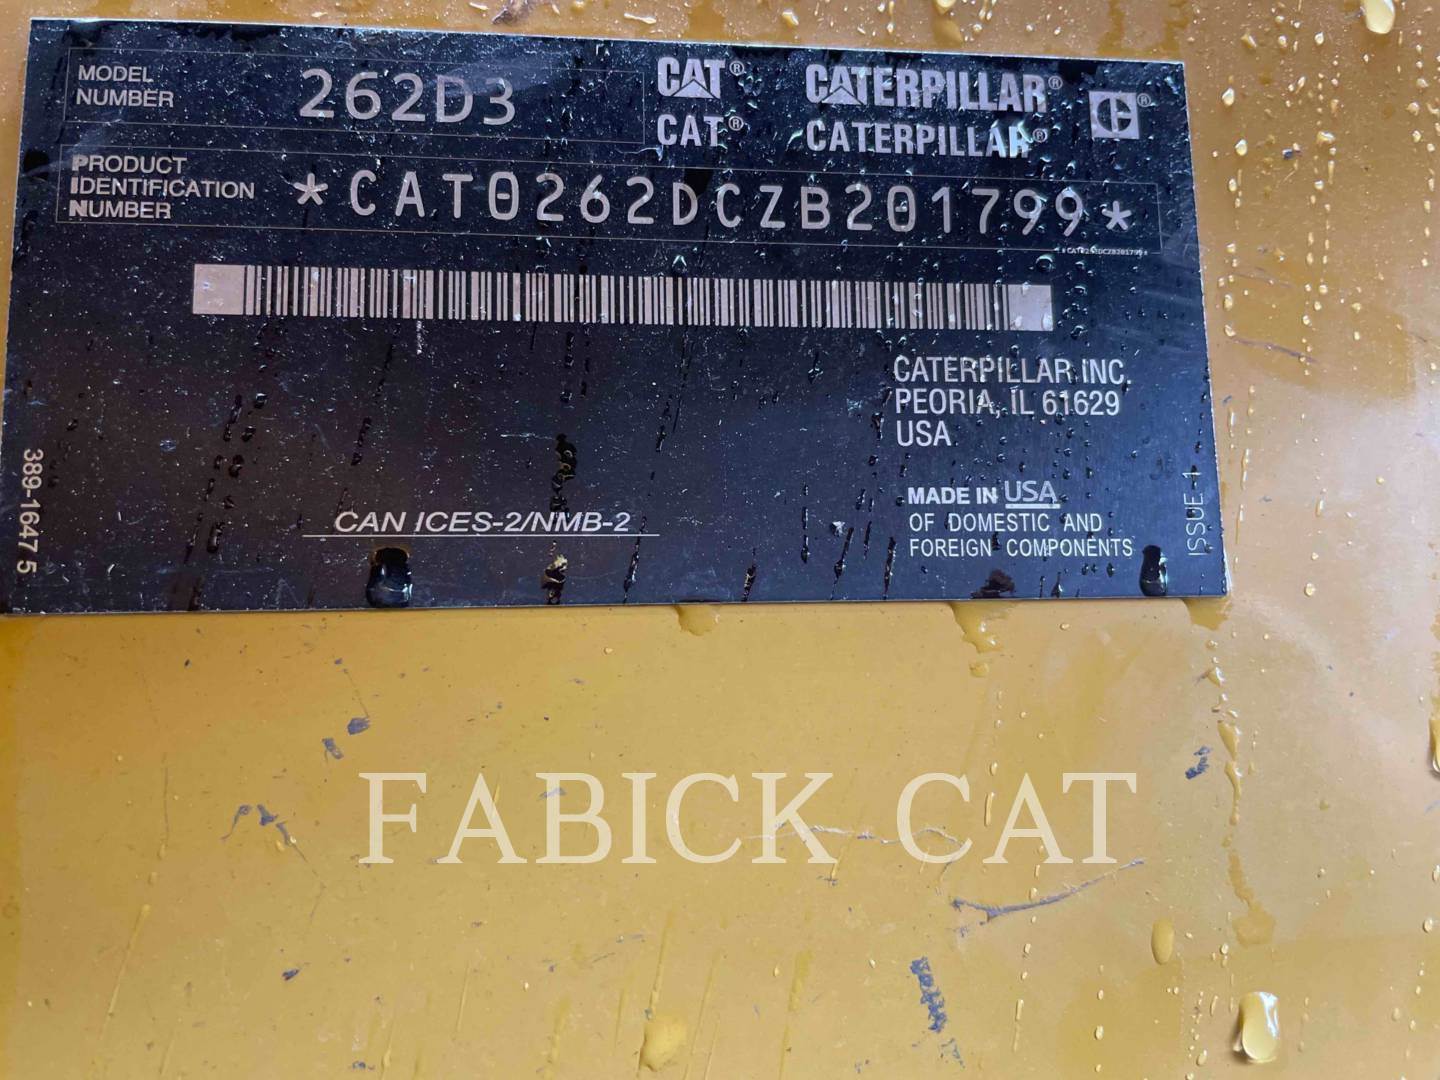 MODEL NUMBER 262D3
CAT® CATERPILLAR® C®
CAT® CATERPILLAR®
PRODUCT
IDENTIFICATION
NUMBER
*CAT0262DCZB201799*
*CAT0262DCZB201799*
CATERPILLAR INC.
PEORIA, IL 61629
USA
MADE IN USA
OF DOMESTIC AND
FOREIGN COMPONENTS
CAN ICES-2/NMB-2
389-1647 5
ISSUE-1
FABICK CAT